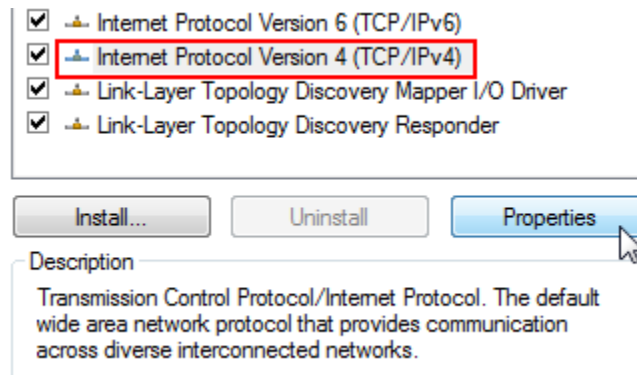 Internet Protocol Version 6 (TCP/IPv6)
Internet Protocol Version 4 (TCP/IPv4)
Link-Layer Topology Discovery Mapper I/O Driver
Link-Layer Topology Discovery Responder
Install... Uninstall Properties
Description
Transmission Control Protocol/Internet Protocol. The default
wide area network protocol that provides communication
across diverse interconnected networks.